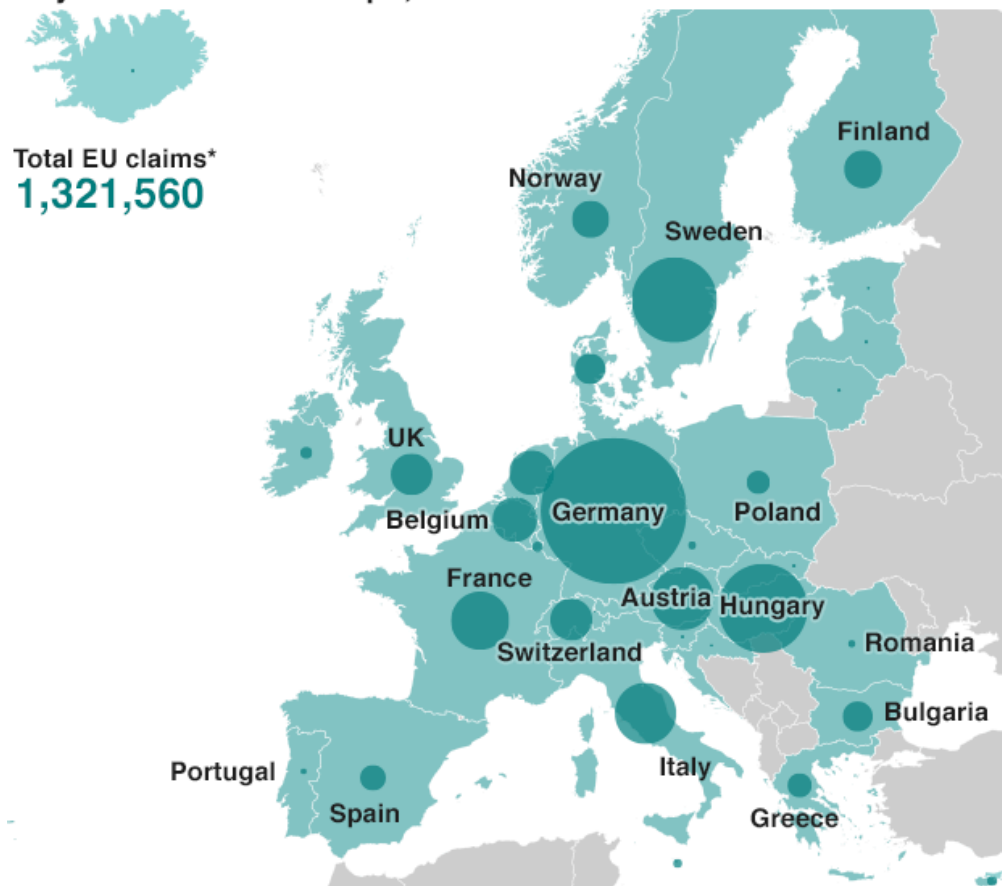 Total EU claims*
1,321,560
Finland
Norway
Sweden
UK
Belgium
Germany
Poland
France
Austria
Hungary
Switzerland
Romania
Bulgaria
Portugal
Italy
Spain
Greece